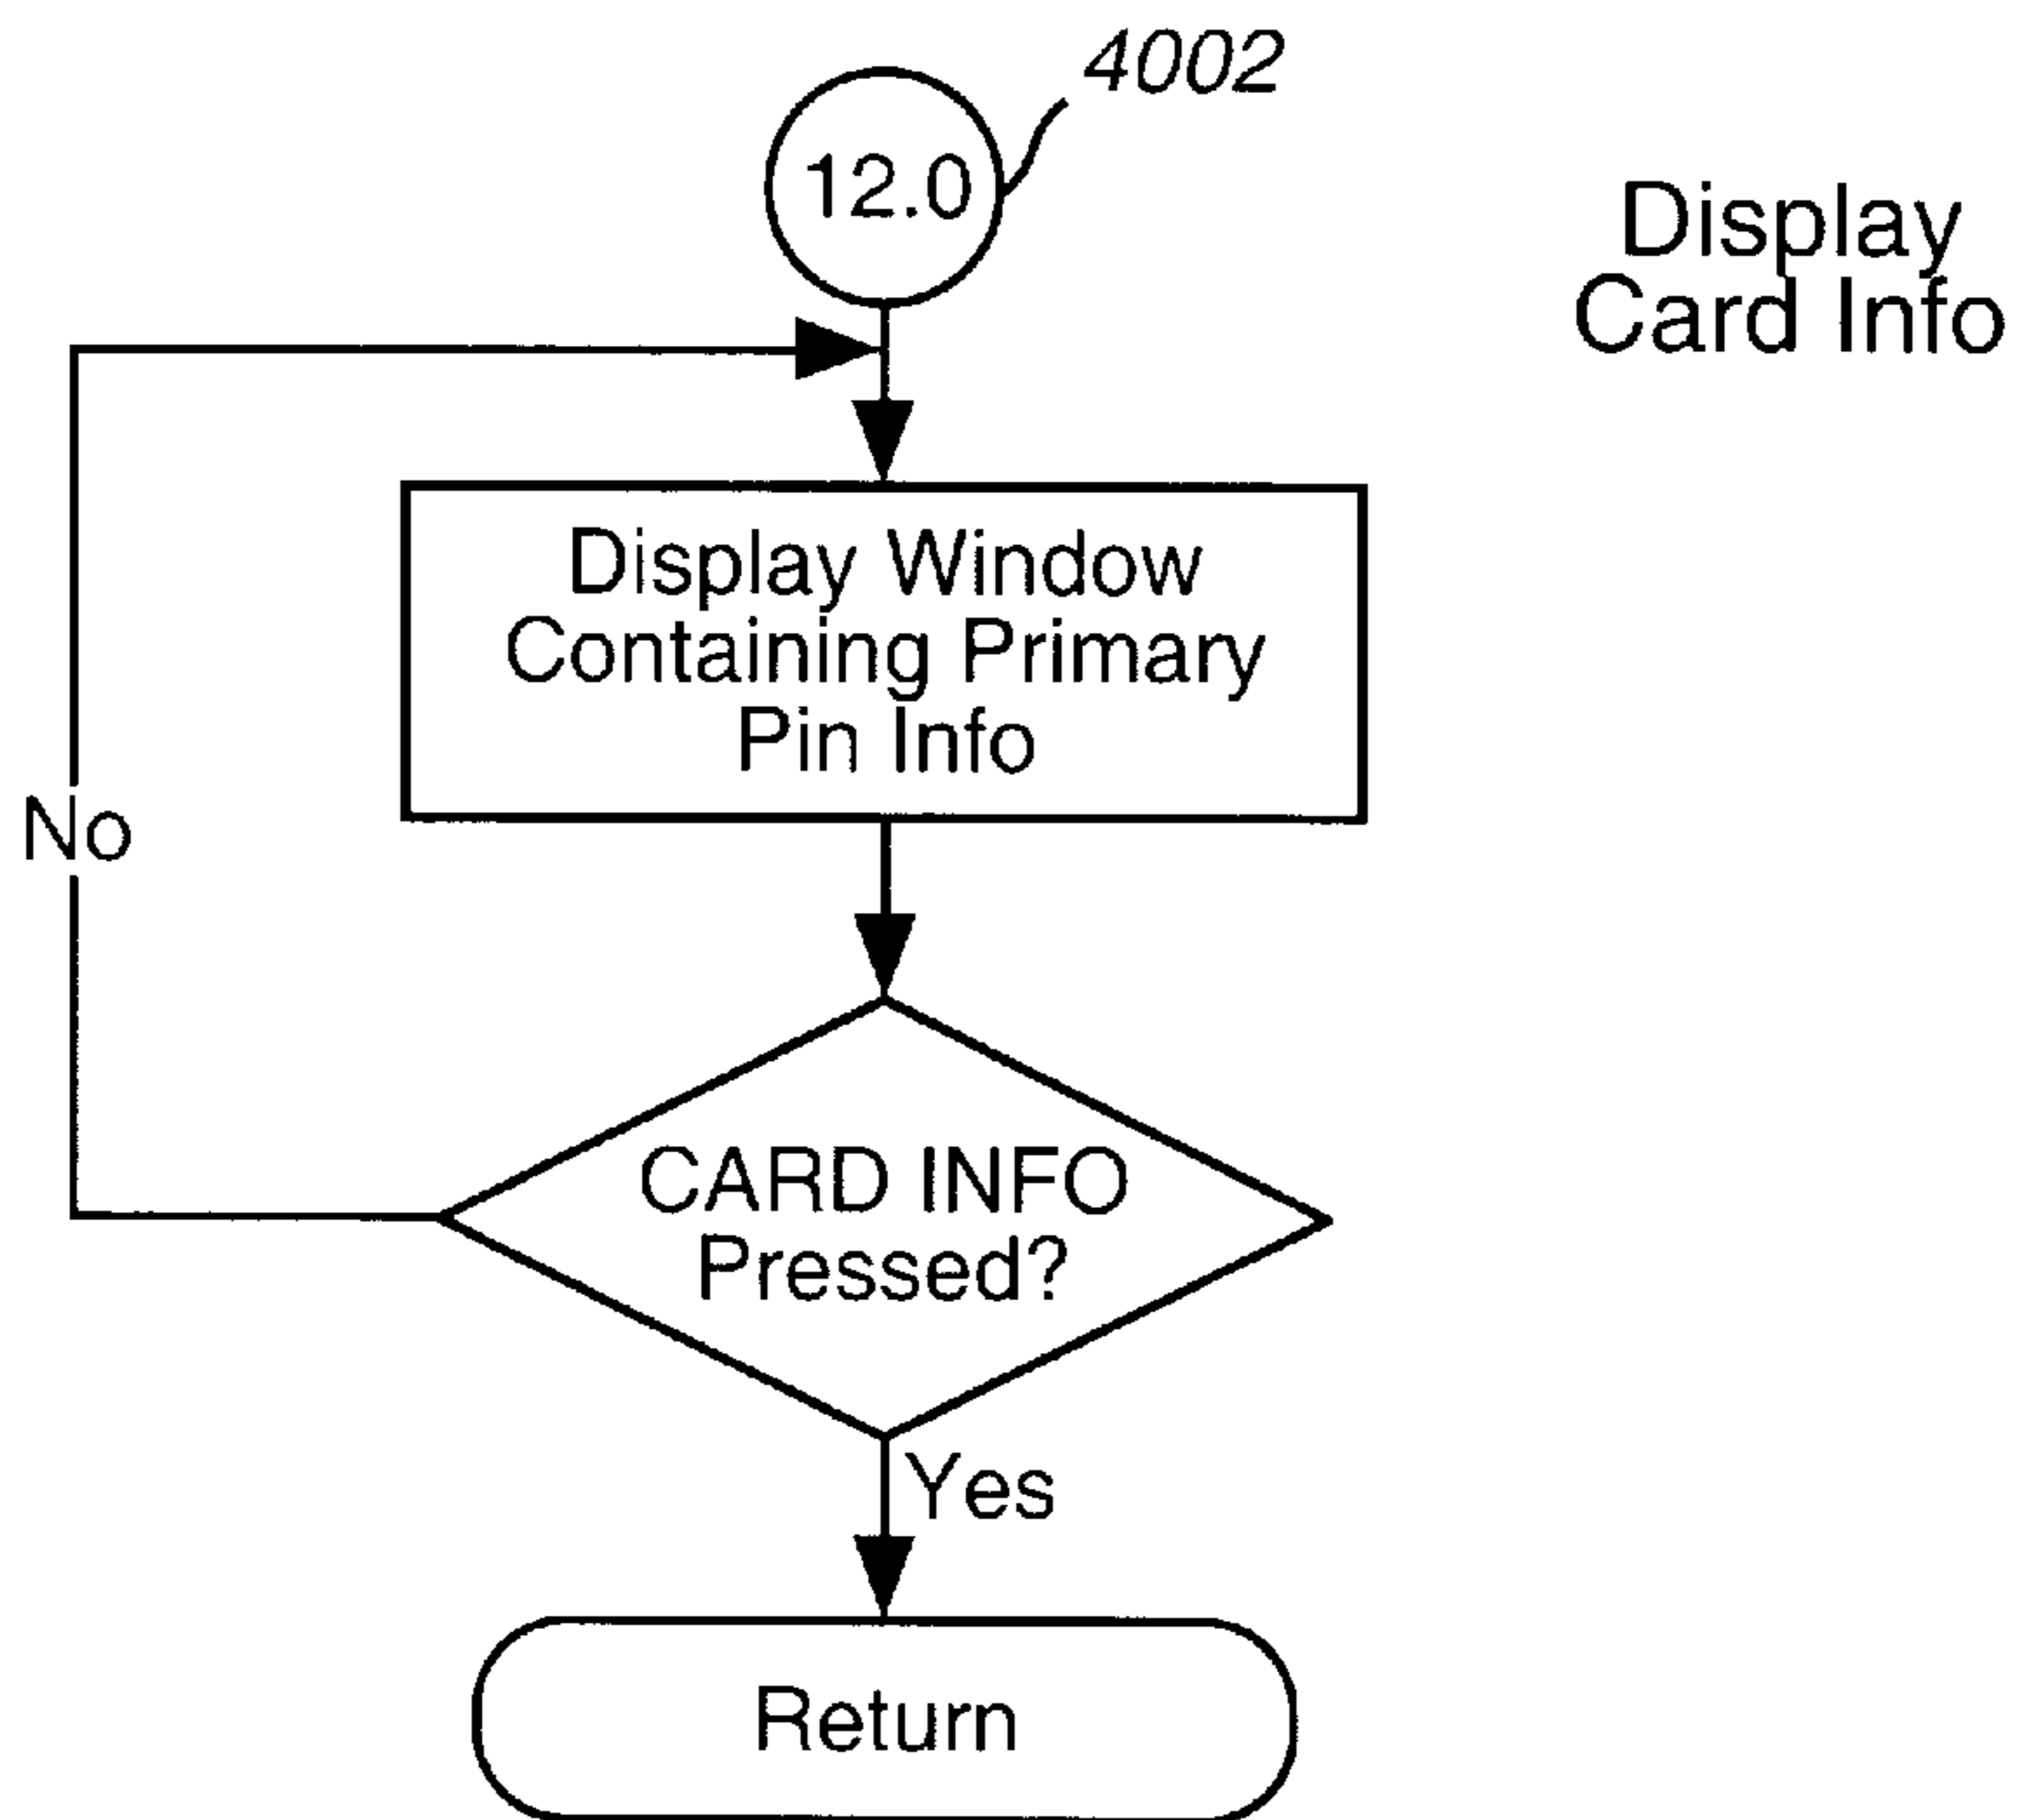 4002
12.0
Display
Card Info
Display Window
Containing Primary
Pin Info
No
CARD INFO
Pressed?
Yes
Return